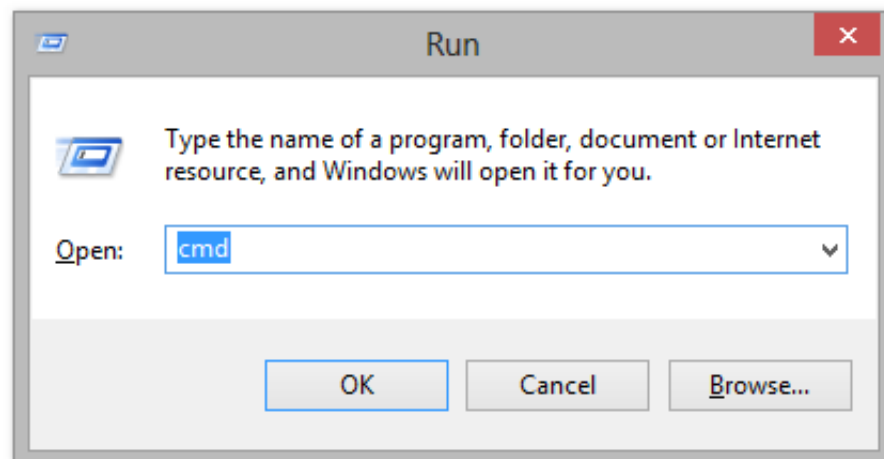 Run
Type the name of a program, folder, document or Internet
resource, and Windows will open it for you.
Open: cmd
OK Cancel Browse...